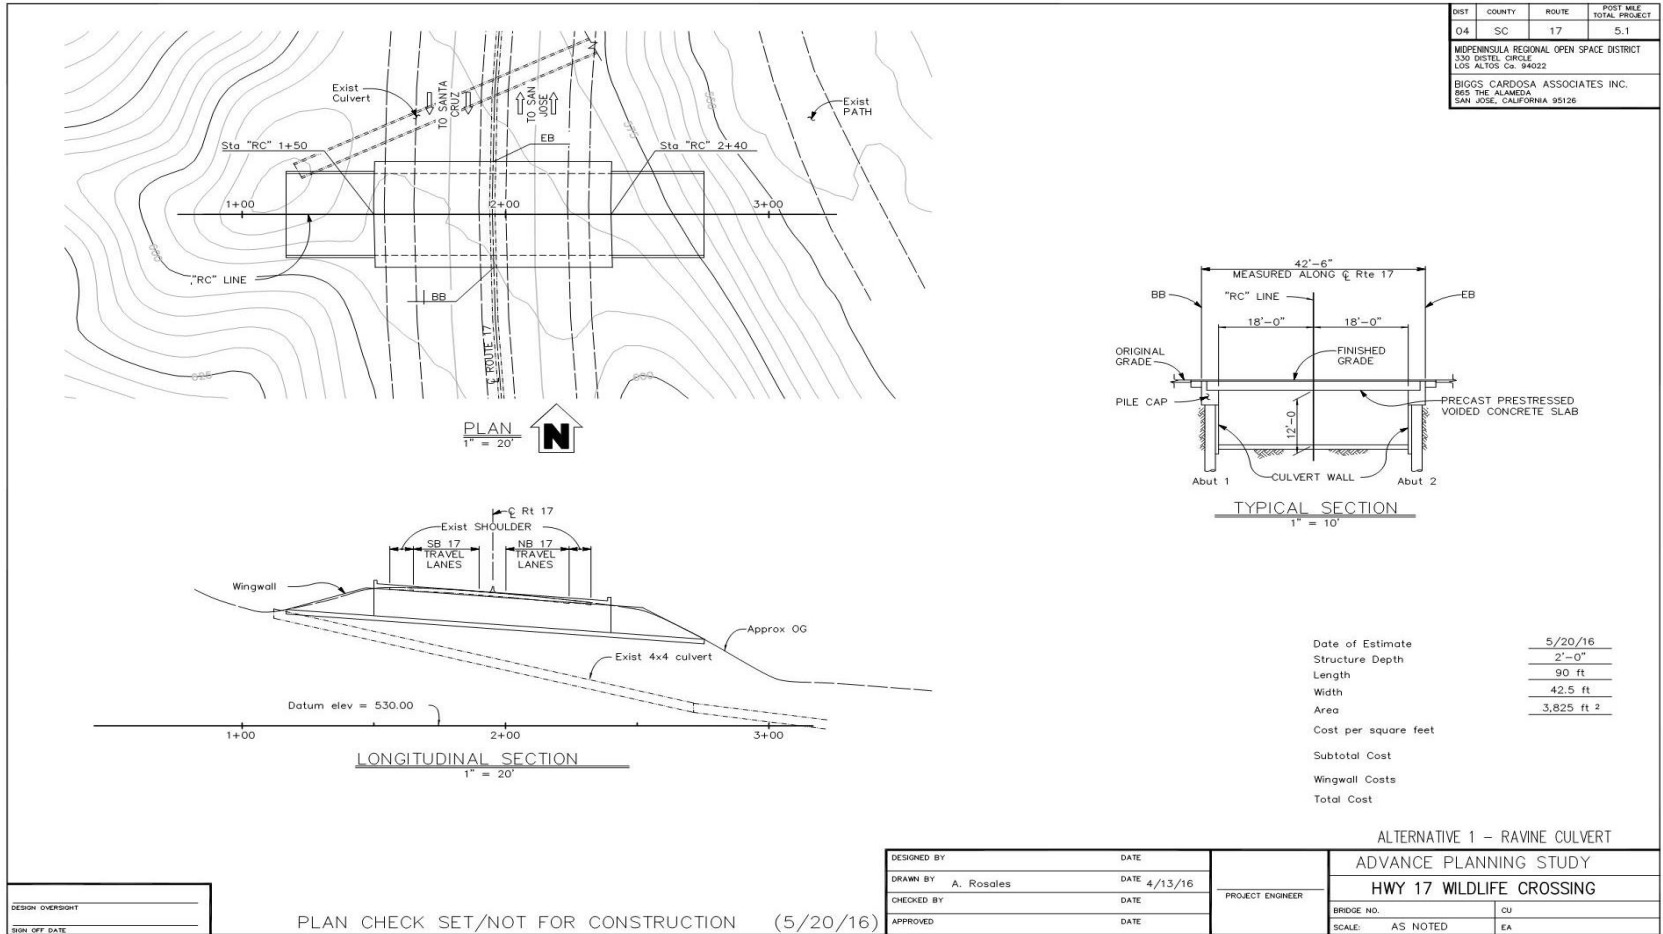 DIST COUNTY ROUTE POST MILE TOTAL PROJECT
04 SC 17 5.1
MIDPENINSULA REGIONAL OPEN SPACE DISTRICT
330 DISTEL CIRCLE
LOS ALTOS Ca. 94022
BIGGS CARDOSA ASSOCIATES INC.
865 THE ALAMEDA
SAN JOSE, CALIFORNIA 95126
Exist
Culvert
TO SANTA
CRUZ
TO SAN
JOSE
Exist
PATH
EB
Sta "RC" 1+50
Sta "RC" 2+40
575
1+00
2+00
3+00
"RC" LINE
BB
℄ ROUTE 17
625
600
PLAN
1" = 20'
N
42'-6"
MEASURED ALONG ℄ Rte 17
BB
"RC" LINE
EB
18'-0"
18'-0"
ORIGINAL
GRADE
FINISHED
GRADE
PILE CAP
12'-0
PRECAST PRESTRESSED
VOIDED CONCRETE SLAB
CULVERT WALL
Abut 1
Abut 2
TYPICAL SECTION
1" = 10'
℄ Rt 17
Exist SHOULDER
SB 17
TRAVEL
LANES
NB 17
TRAVEL
LANES
Wingwall
Approx OG
Exist 4x4 culvert
Datum elev = 530.00
1+00
2+00
3+00
LONGITUDINAL SECTION
1" = 20'
Date of Estimate 5/20/16
Structure Depth 2'-0"
Length 90 ft
Width 42.5 ft
Area 3,825 ft ²
Cost per square feet
Subtotal Cost
Wingwall Costs
Total Cost
ALTERNATIVE 1 - RAVINE CULVERT
DESIGN OVERSIGHT
SIGN OFF DATE
PLAN CHECK SET/NOT FOR CONSTRUCTION (5/20/16)
DESIGNED BY DATE
DRAWN BY A. Rosales DATE 4/13/16
CHECKED BY DATE
APPROVED DATE
PROJECT ENGINEER
ADVANCE PLANNING STUDY
HWY 17 WILDLIFE CROSSING
BRIDGE NO. CU
SCALE: AS NOTED EA